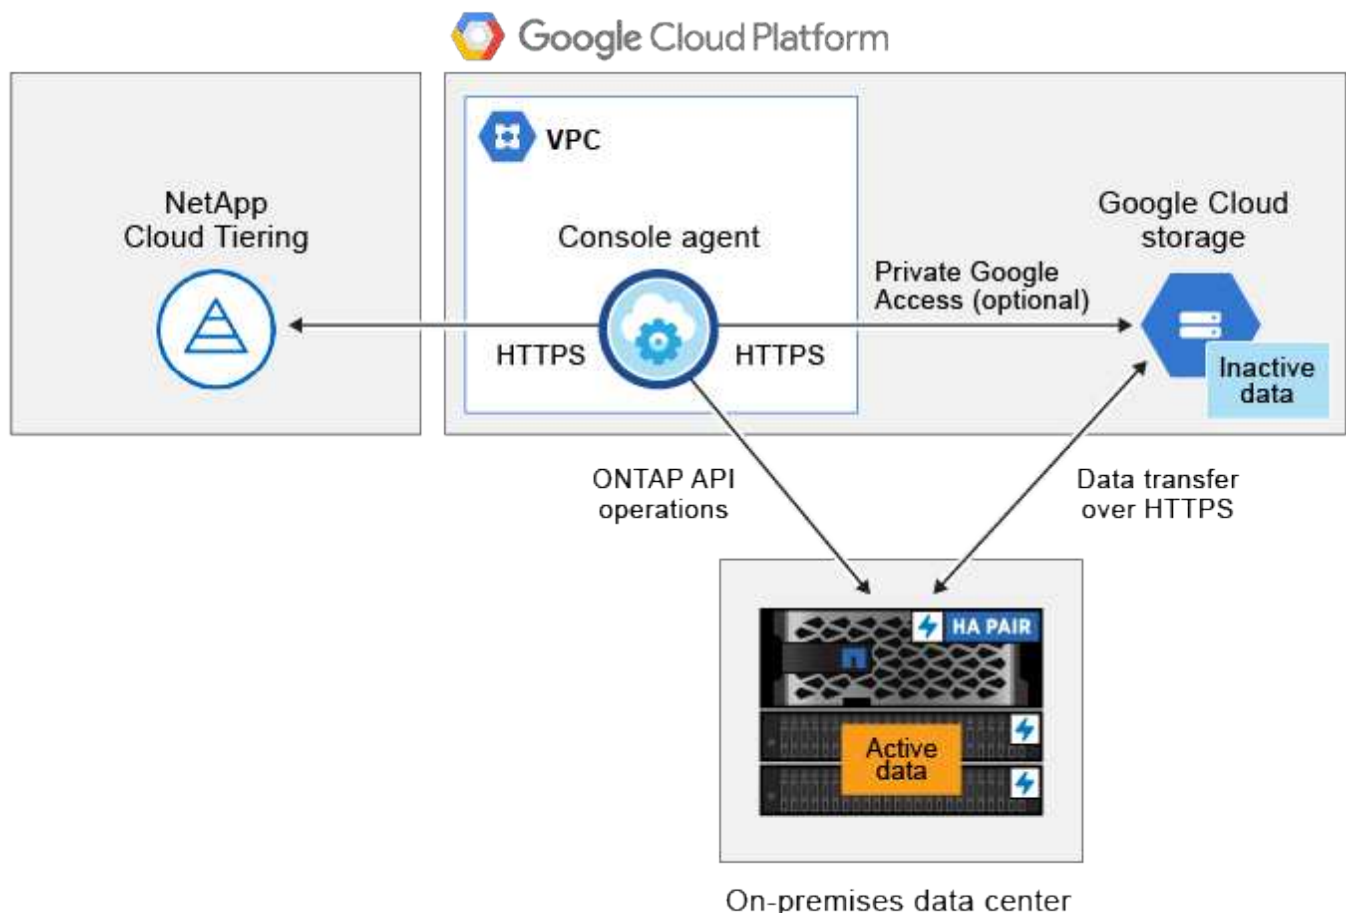 Google Cloud Platform
VPC
NetApp
Cloud Tiering
Console agent
Google Cloud
storage
Private Google
Access (optional)
HTTPS
HTTPS
Inactive
data
ONTAP API
operations
Data transfer
over HTTPS
HA PAIR
Active
data
On-premises data center